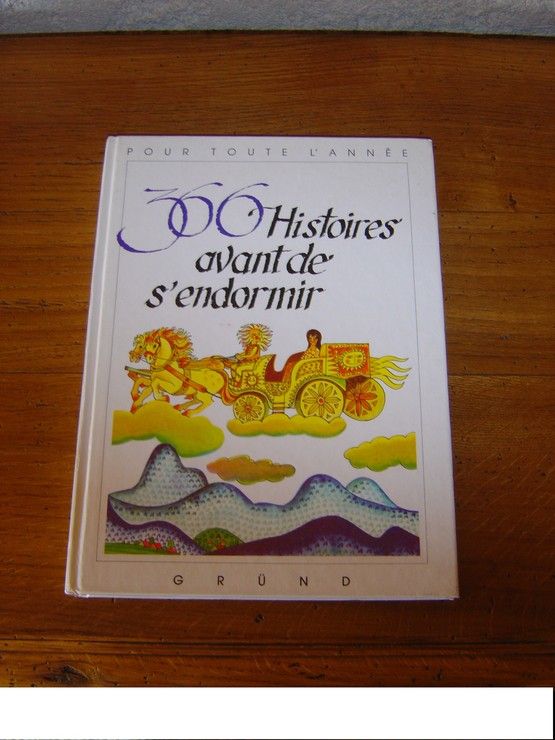 POUR TOUTE L'ANNÉE
366 Histoires
avant de
s'endormir
GRÜND